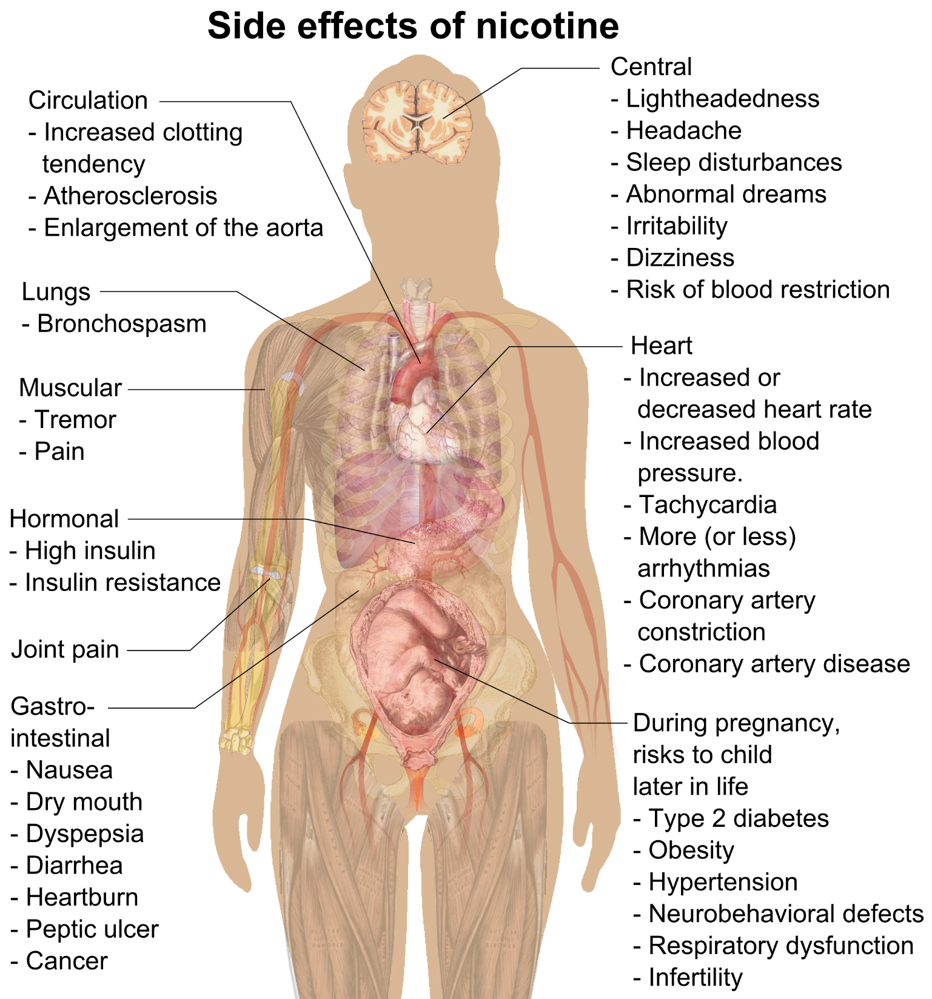 Side effects of nicotine
Circulation
- Increased clotting
tendency
- Atherosclerosis
- Enlargement of the aorta
Lungs
- Bronchospasm
Muscular
- Tremor
- Pain
Hormonal
- High insulin
- Insulin resistance
Joint pain
Gastro-
intestinal
- Nausea
- Dry mouth
- Dyspepsia
- Diarrhea
- Heartburn
- Peptic ulcer
- Cancer
Central
- Lightheadedness
- Headache
- Sleep disturbances
- Abnormal dreams
- Irritability
- Dizziness
- Risk of blood restriction
Heart
- Increased or
decreased heart rate
- Increased blood
pressure.
- Tachycardia
- More (or less)
arrhythmias
- Coronary artery
constriction
- Coronary artery disease
During pregnancy,
risks to child
later in life
- Type 2 diabetes
- Obesity
- Hypertension
- Neurobehavioral defects
- Respiratory dysfunction
- Infertility